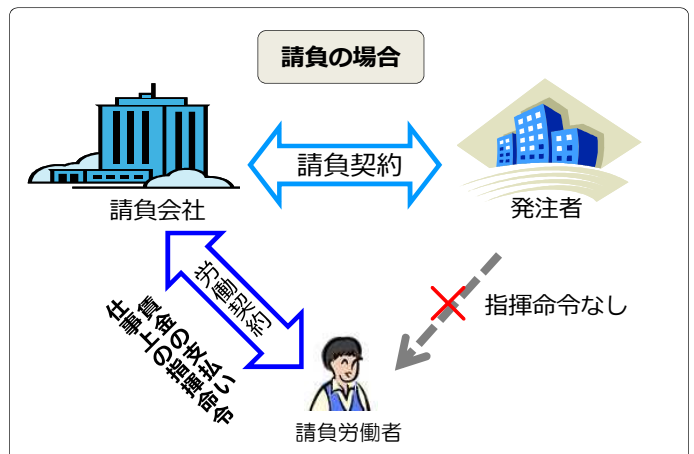 請負の場合
請負契約
請負会社
発注者
労働契約
賃金の支払い
仕事上の指揮命令
指揮命令なし
請負労働者